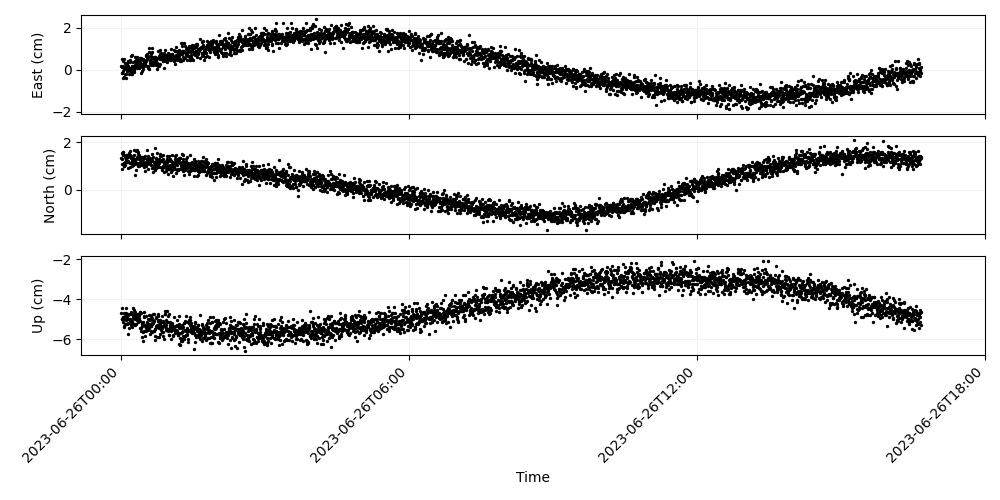 East (cm)
2
0
−2
North (cm)
2
0
Up (cm)
−2
−4
−6
2023-06-26T00:00
2023-06-26T06:00
2023-06-26T12:00
2023-06-26T18:00
Time